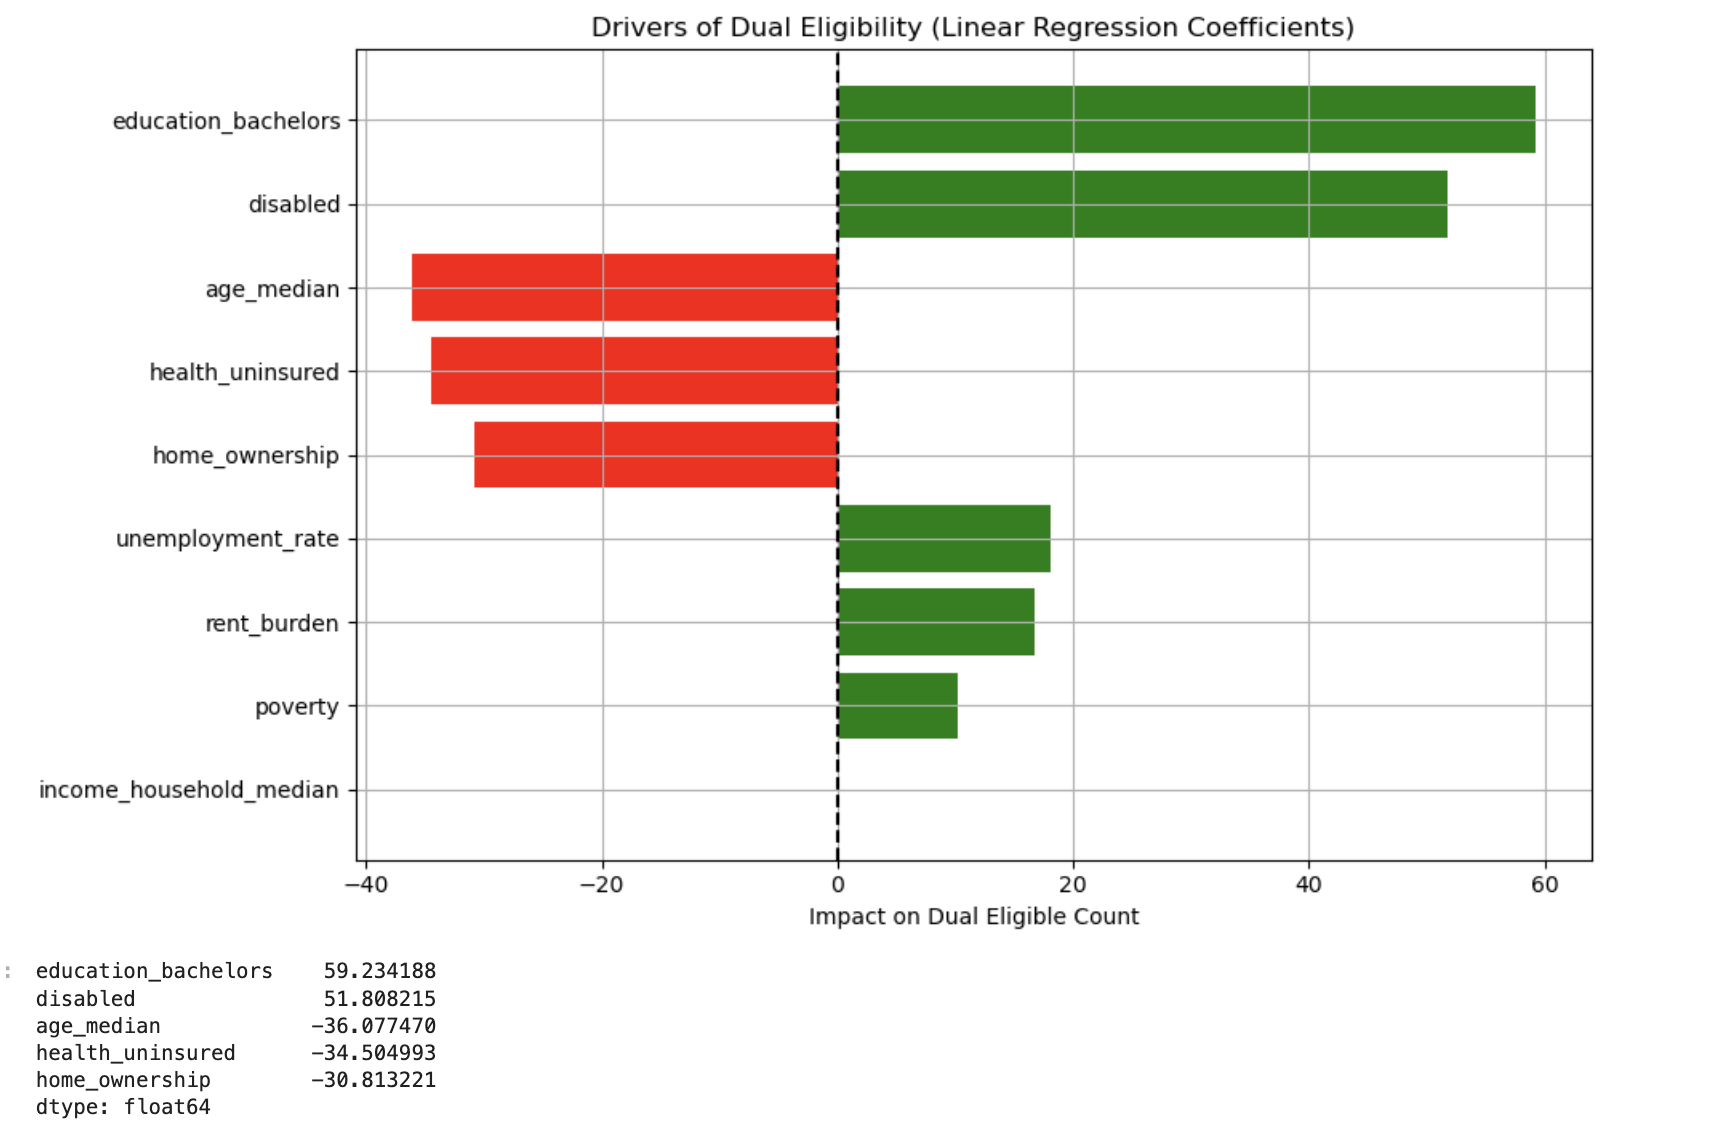 Drivers of Dual Eligibility (Linear Regression Coefficients)
education_bachelors
disabled
age_median
health_uninsured
home_ownership
unemployment_rate
rent_burden
poverty
income_household_median
−40 −20 0 20 40 60
Impact on Dual Eligible Count
: education_bachelors 59.234188
disabled 51.808215
age_median -36.077470
health_uninsured -34.504993
home_ownership -30.813221
dtype: float64